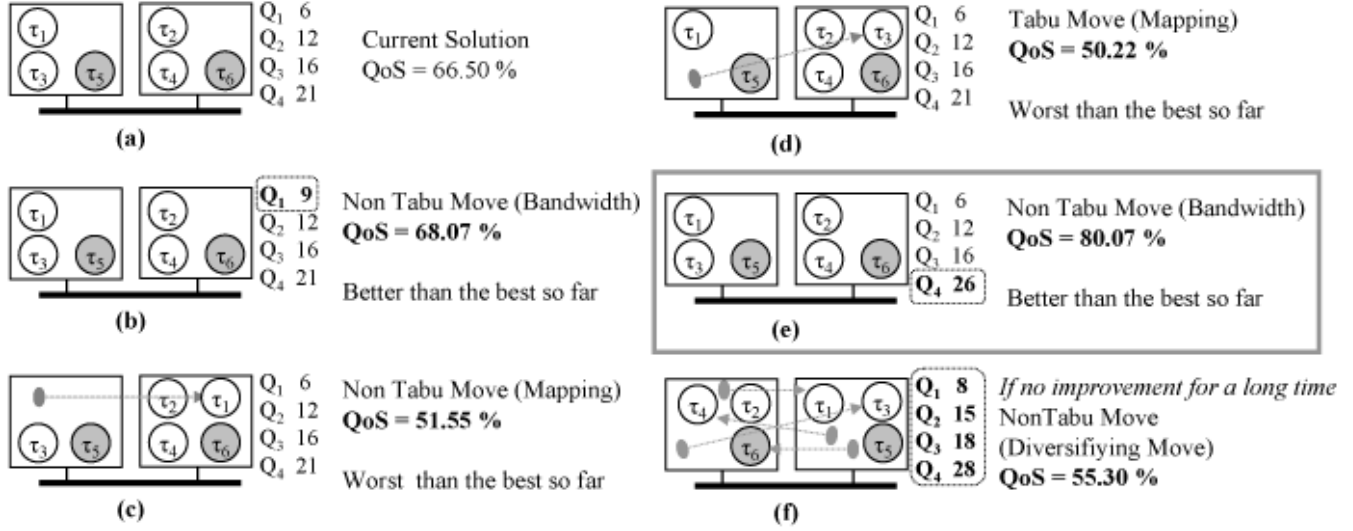 τ1 τ2 Q1 6
τ3 τ5 τ4 τ6 Q2 12
Q3 16
Q4 21
Current Solution
QoS = 66.50 %
(a)
τ1 τ2 Q1 9
τ3 τ5 τ4 τ6 Q2 12
Q3 16
Q4 21
Non Tabu Move (Bandwidth)
QoS = 68.07 %
Better than the best so far
(b)
τ2 τ1 Q1 6
τ3 τ5 τ4 τ6 Q2 12
Q3 16
Q4 21
Non Tabu Move (Mapping)
QoS = 51.55 %
Worst than the best so far
(c)
τ1 τ2 τ3 Q1 6
τ5 τ4 τ6 Q2 12
Q3 16
Q4 21
Tabu Move (Mapping)
QoS = 50.22 %
Worst than the best so far
(d)
τ1 τ2 Q1 6
τ3 τ5 τ4 τ6 Q2 12
Q3 16
Q4 26
Non Tabu Move (Bandwidth)
QoS = 80.07 %
Better than the best so far
(e)
τ4 τ2 τ1 τ3 Q1 8
τ6 τ5 Q2 15
Q3 18
Q4 28
If no improvement for a long time
NonTabu Move
(Diversifiying Move)
QoS = 55.30 %
(f)